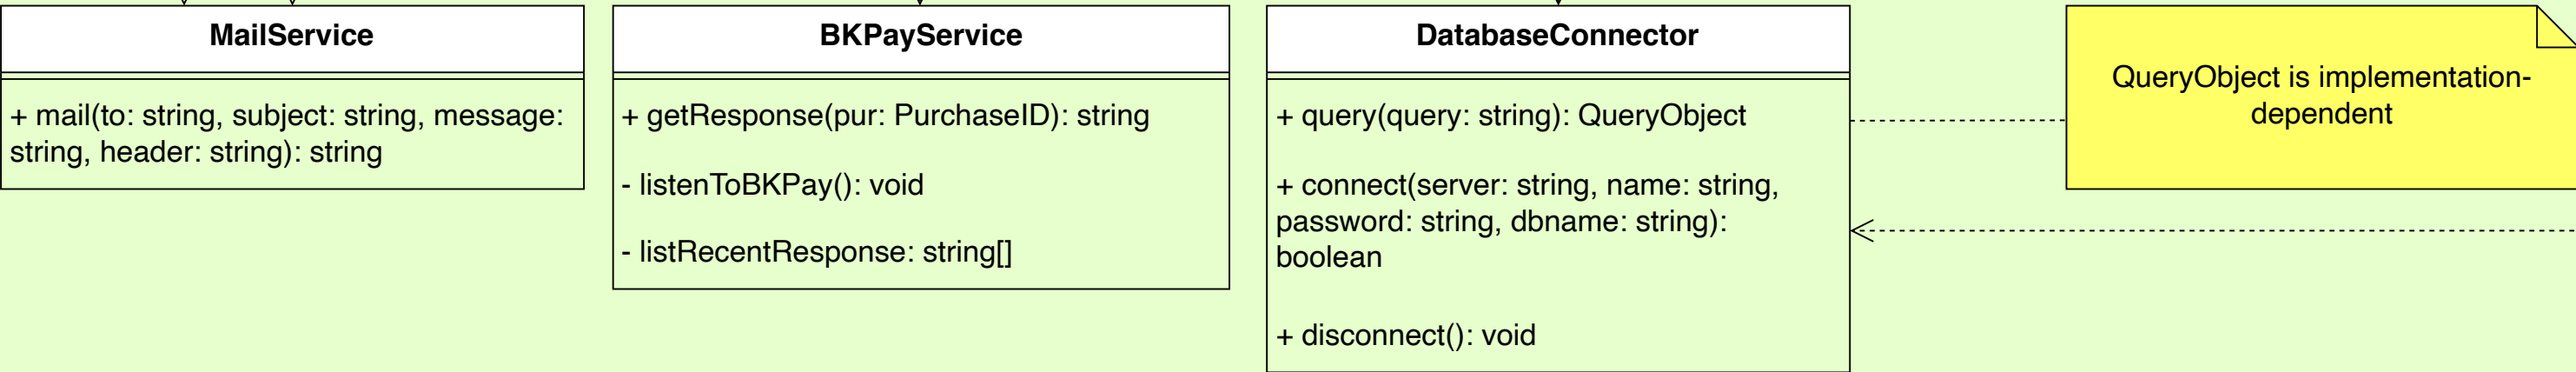 MailService
+ mail(to: string, subject: string, message:
string, header: string): string
BKPayService
+ getResponse(pur: PurchaseID): string
- listenToBKPay(): void
- listRecentResponse: string[]
DatabaseConnector
+ query(query: string): QueryObject
+ connect(server: string, name: string,
password: string, dbname: string):
boolean
+ disconnect(): void
QueryObject is implementation-
dependent